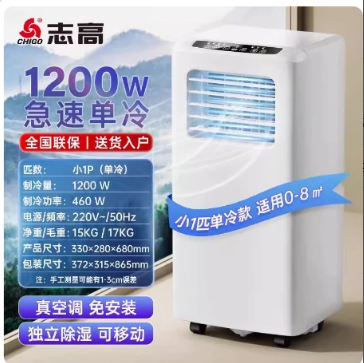 CHIGO
志高
1200W
急速单冷
全国联保 送货入户
匹数: 小1P（单冷）
制冷量: 1200 W
制冷功率: 460 W
电源/频率: 220V~/50Hz
净重/毛重: 15KG / 17KG
产品尺寸: 330×280×680mm
包装尺寸: 372×315×865mm
注：手工测量可能有1-3cm误差
小1匹单冷款 适用0-8㎡
真空调 免安装
独立除湿 可移动